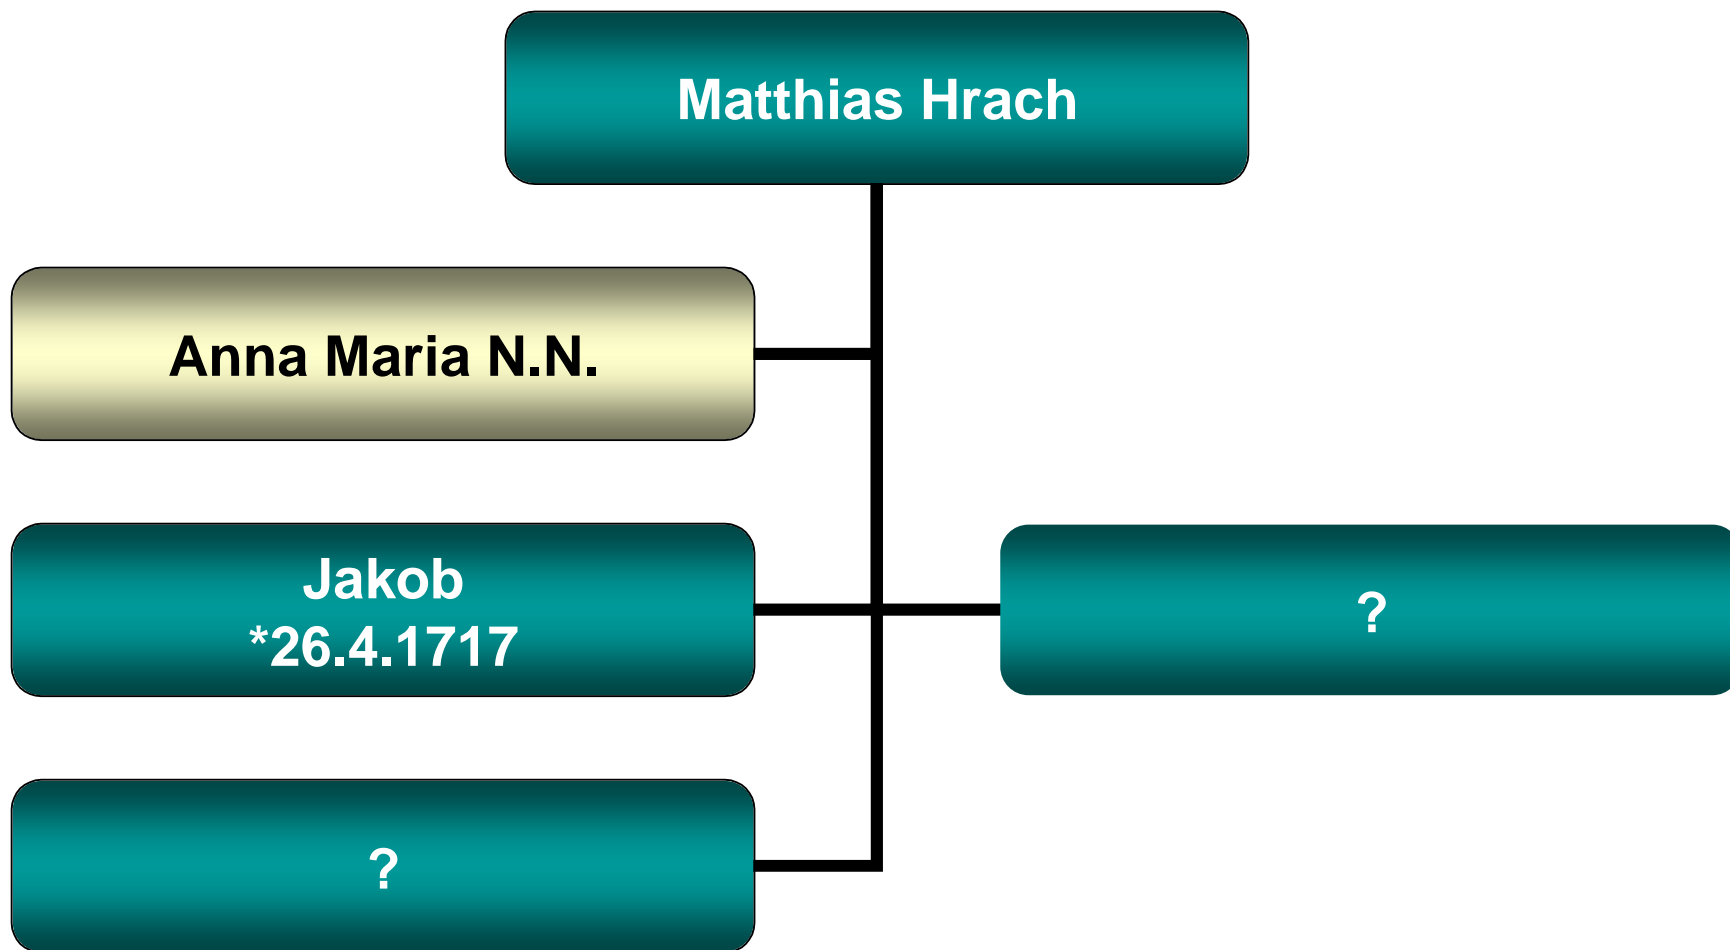 Matthias Hrach
Anna Maria N.N.
Jakob
*26.4.1717
?
?